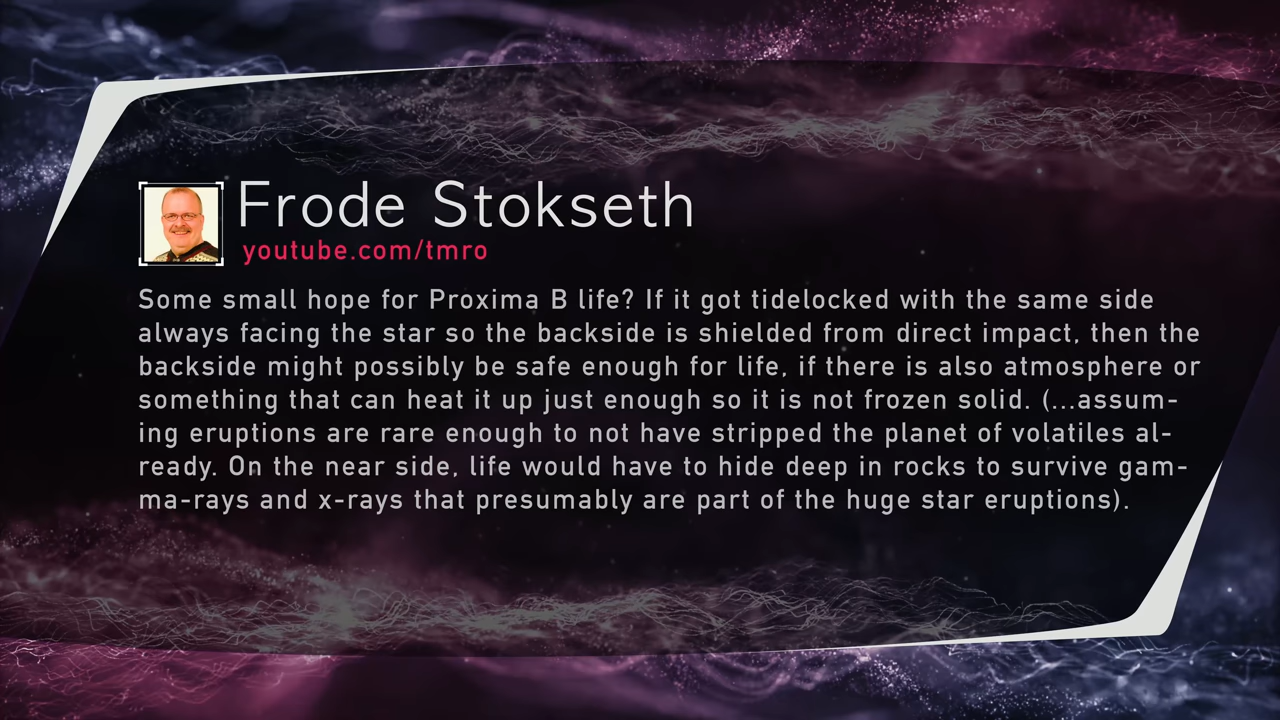 Frode Stokseth
youtube.com/tmro
Some small hope for Proxima B life? If it got tidelocked with the same side
always facing the star so the backside is shielded from direct impact, then the
backside might possibly be safe enough for life, if there is also atmosphere or
something that can heat it up just enough so it is not frozen solid. (...assum-
ing eruptions are rare enough to not have stripped the planet of volatiles al-
ready. On the near side, life would have to hide deep in rocks to survive gam-
ma-rays and x-rays that presumably are part of the huge star eruptions).